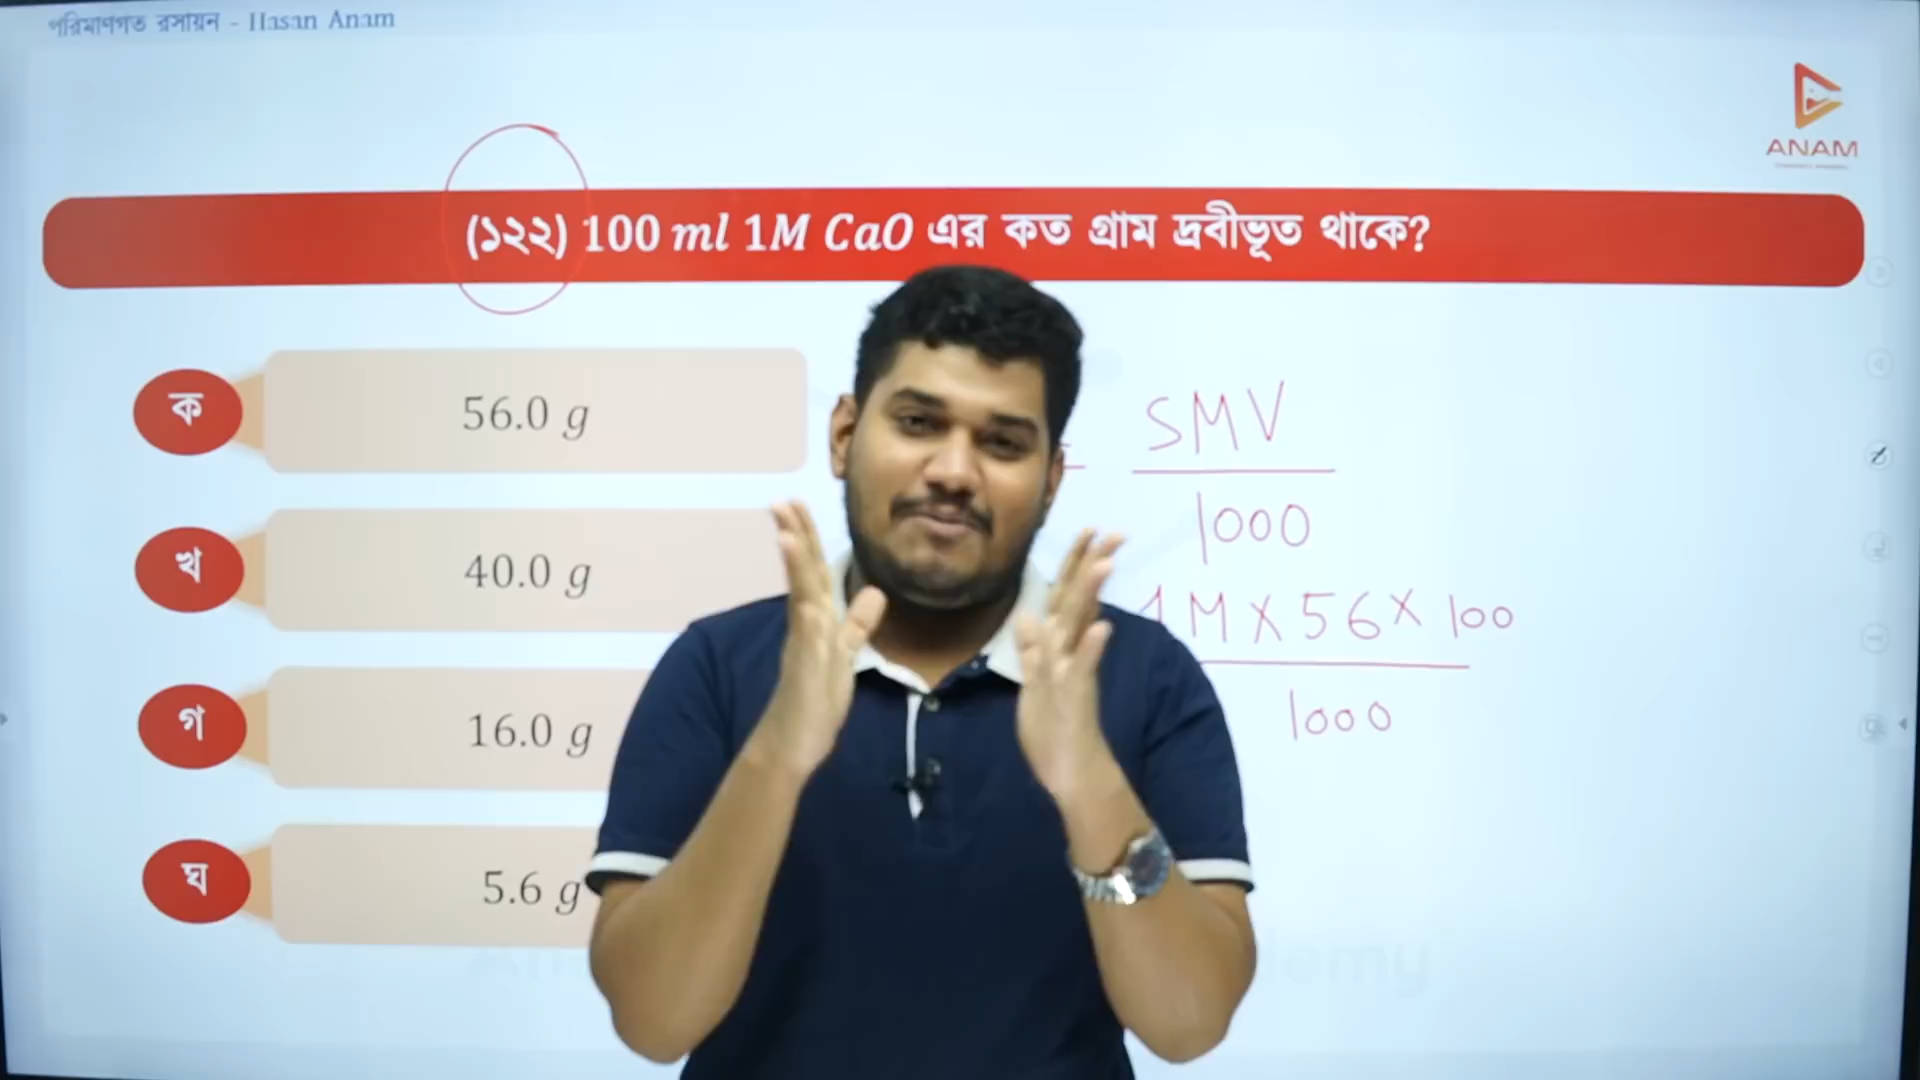 পরিমাণগত রসায়ন - Hasan Anam
ANAM
(১২২) 100 ml 1M CaO এর কত গ্রাম দ্রবীভূত থাকে?
ক 56.0 g
খ 40.0 g
গ 16.0 g
ঘ 5.6 g
= SMV
1000
1M X 56 X 100
1000